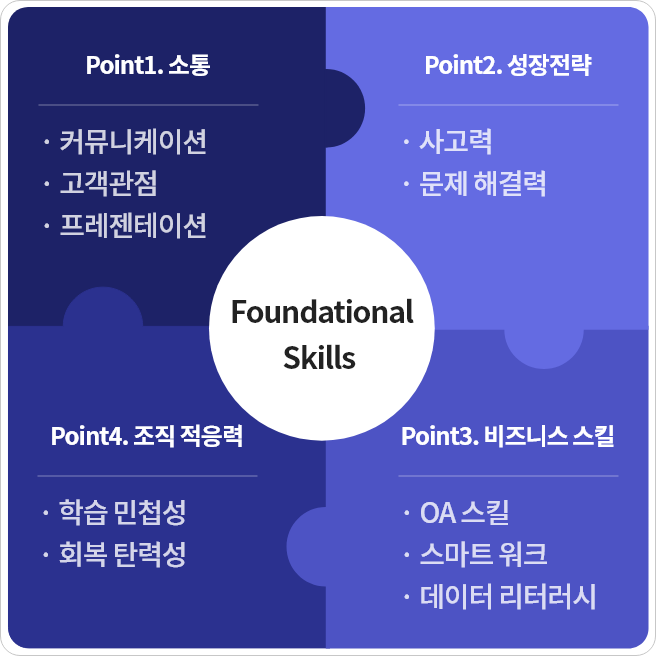 Point1. 소통
· 커뮤니케이션
· 고객관점
· 프레젠테이션
Point2. 성장전략
· 사고력
· 문제 해결력
Foundational
Skills
Point4. 조직 적응력
· 학습 민첩성
· 회복 탄력성
Point3. 비즈니스 스킬
· OA 스킬
· 스마트 워크
· 데이터 리터러시